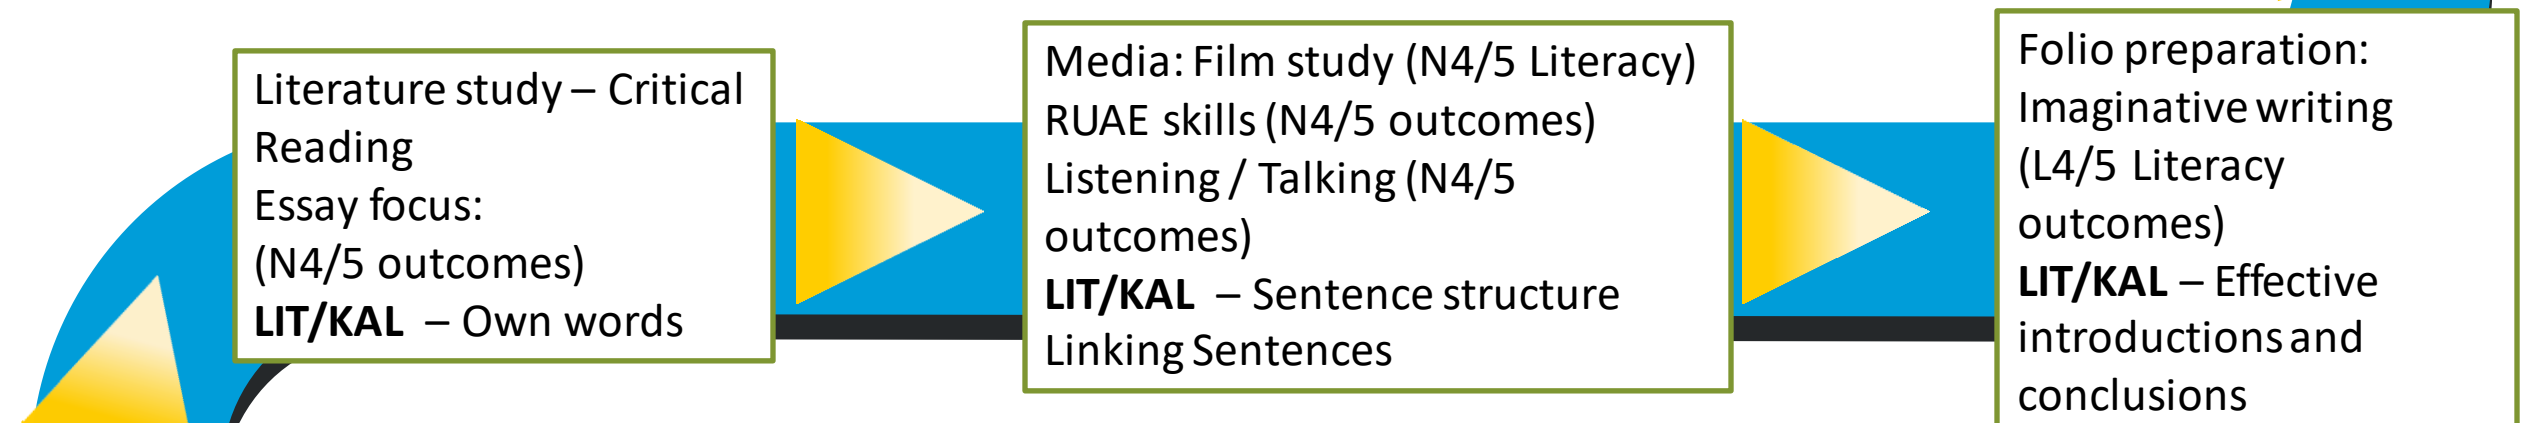 Literature study – Critical
Reading
Essay focus:
(N4/5 outcomes)
LIT/KAL – Own words
Media: Film study (N4/5 Literacy)
RUAE skills (N4/5 outcomes)
Listening / Talking (N4/5
outcomes)
LIT/KAL – Sentence structure
Linking Sentences
Folio preparation:
Imaginative writing
(L4/5 Literacy
outcomes)
LIT/KAL – Effective
introductions and
conclusions